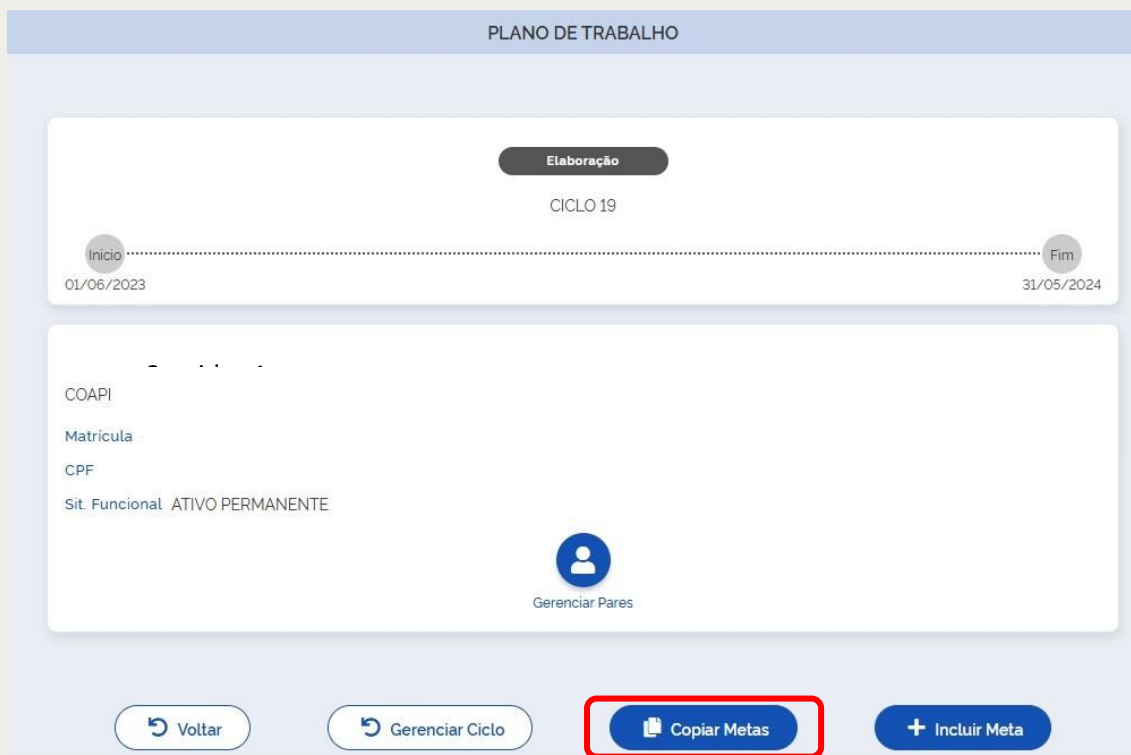 PLANO DE TRABALHO
Elaboração
CICLO 19
Início Fim
01/06/2023 31/05/2024
COAPI
Matrícula
CPF
Sit. Funcional ATIVO PERMANENTE
Gerenciar Pares
Voltar Gerenciar Ciclo Copiar Metas Incluir Meta